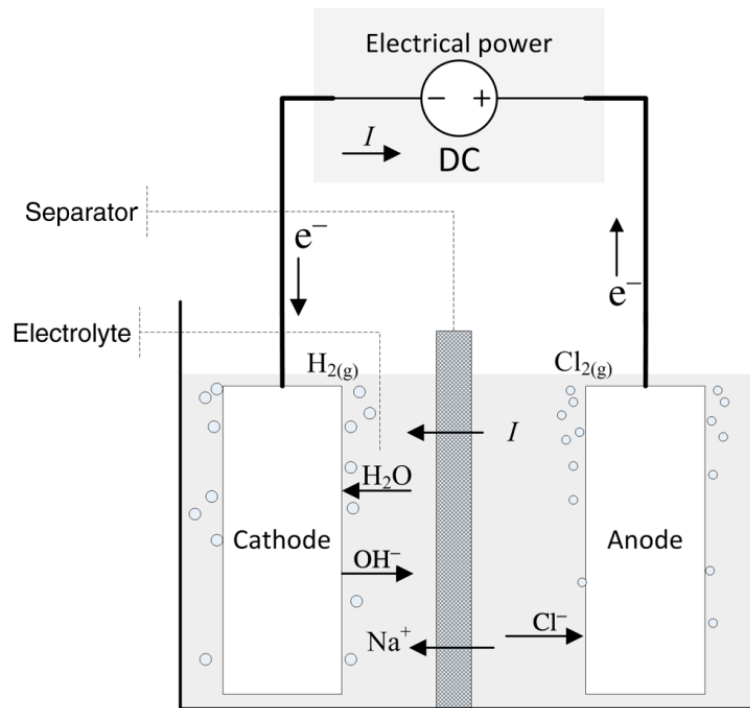 Electrical power
− +
I
DC
Separator
e⁻
e⁻
Electrolyte
H₂(g)
Cl₂(g)
I
H₂O
Cathode
Anode
OH⁻
Cl⁻
Na⁺